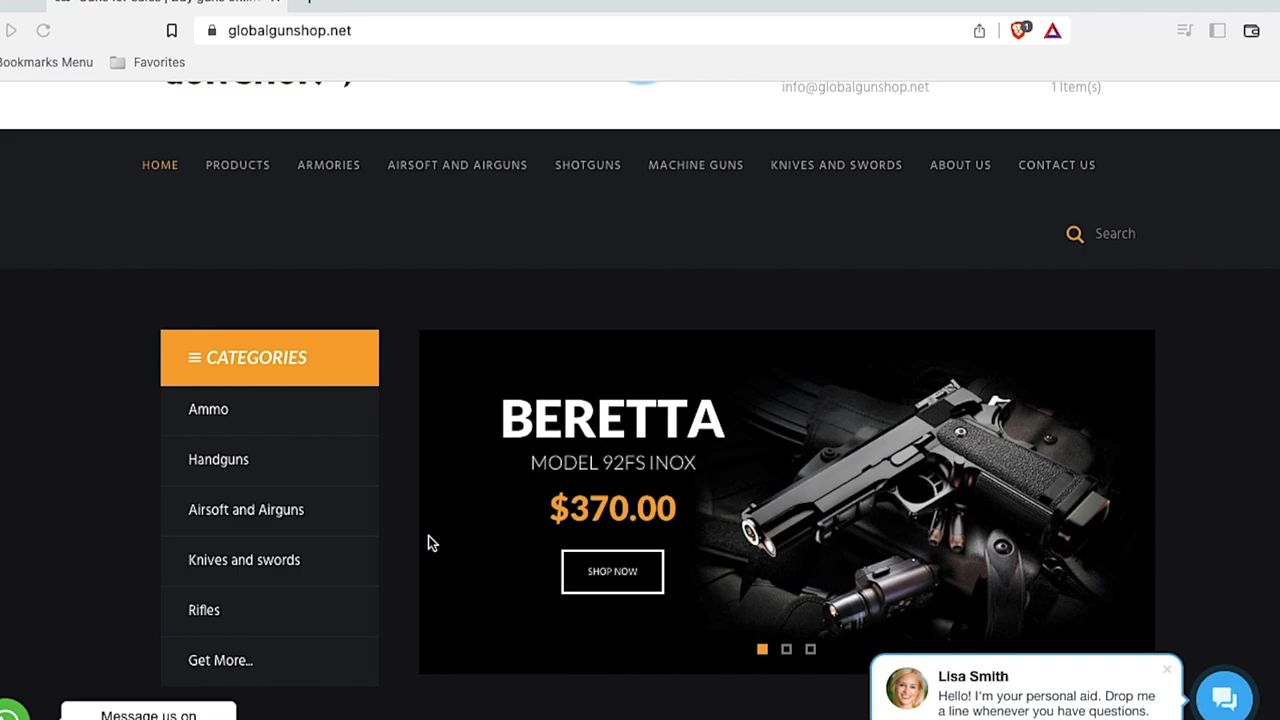 globalgunshop.net
1
Bookmarks Menu
Favorites
info@globalgunshop.net
1 Item(s)
HOME
PRODUCTS
ARMORIES
AIRSOFT AND AIRGUNS
SHOTGUNS
MACHINE GUNS
KNIVES AND SWORDS
ABOUT US
CONTACT US
Search
CATEGORIES
Ammo
Handguns
Airsoft and Airguns
Knives and swords
Rifles
Get More...
BERETTA
MODEL 92FS INOX
$370.00
SHOP NOW
Lisa Smith
Hello! I'm your personal aid. Drop me
a line whenever you have questions.
Message us on